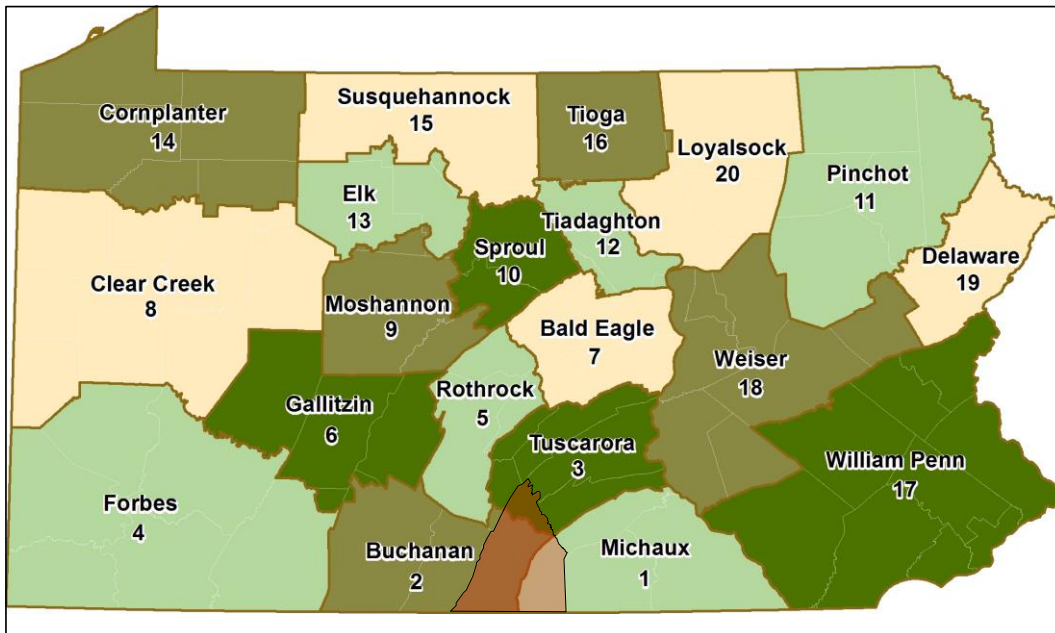 Cornplanter
14
Susquehannock
15
Tioga
16
Loyalsock
20
Pinchot
11
Elk
13
Tiadaghton
12
Sproul
10
Delaware
19
Clear Creek
8
Moshannon
9
Bald Eagle
7
Weiser
18
Rothrock
5
Gallitzin
6
Tuscarora
3
William Penn
17
Forbes
4
Buchanan
2
Michaux
1